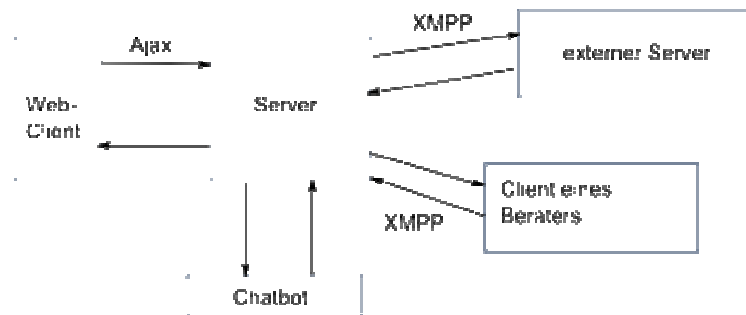 XMPP
Ajax
externer Server
Web-
Client
Server
Client eines
Beraters
XMPP
Chatbot